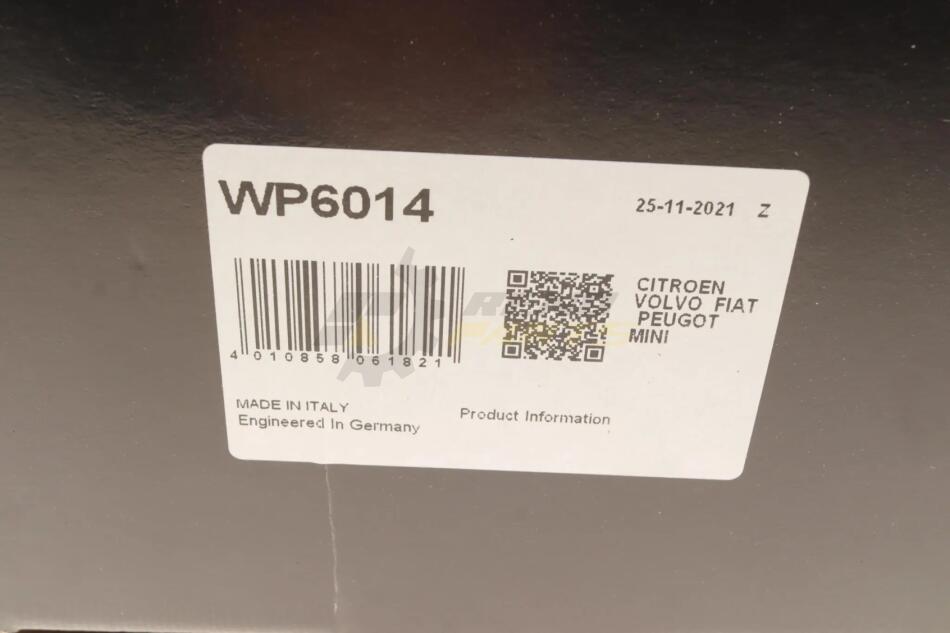 WP6014
25-11-2021 Z
CITROEN
VOLVO FIAT
PEUGOT
MINI
4 010858 061821
MADE IN ITALY
Engineered In Germany
Product Information